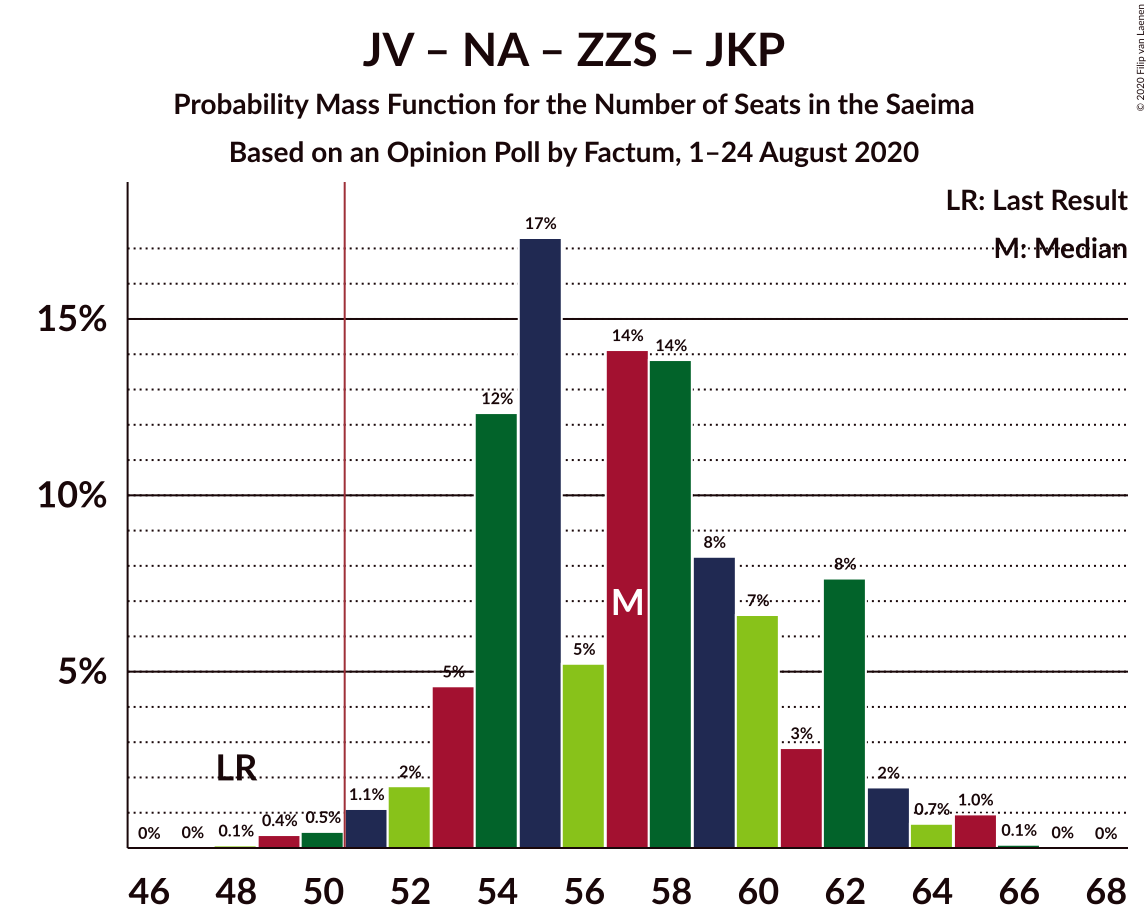 JV – NA – ZZS – JKP
Probability Mass Function for the Number of Seats in the Saeima
Based on an Opinion Poll by Factum, 1–24 August 2020
© 2020 Filip van Laenen
LR: Last Result
M: Median
15%
10%
5%
LR
M
0%
0%
0.1%
0.4%
0.5%
1.1%
2%
5%
12%
17%
5%
14%
14%
8%
7%
3%
8%
2%
0.7%
1.0%
0.1%
0%
0%
46 48 50 52 54 56 58 60 62 64 66 68